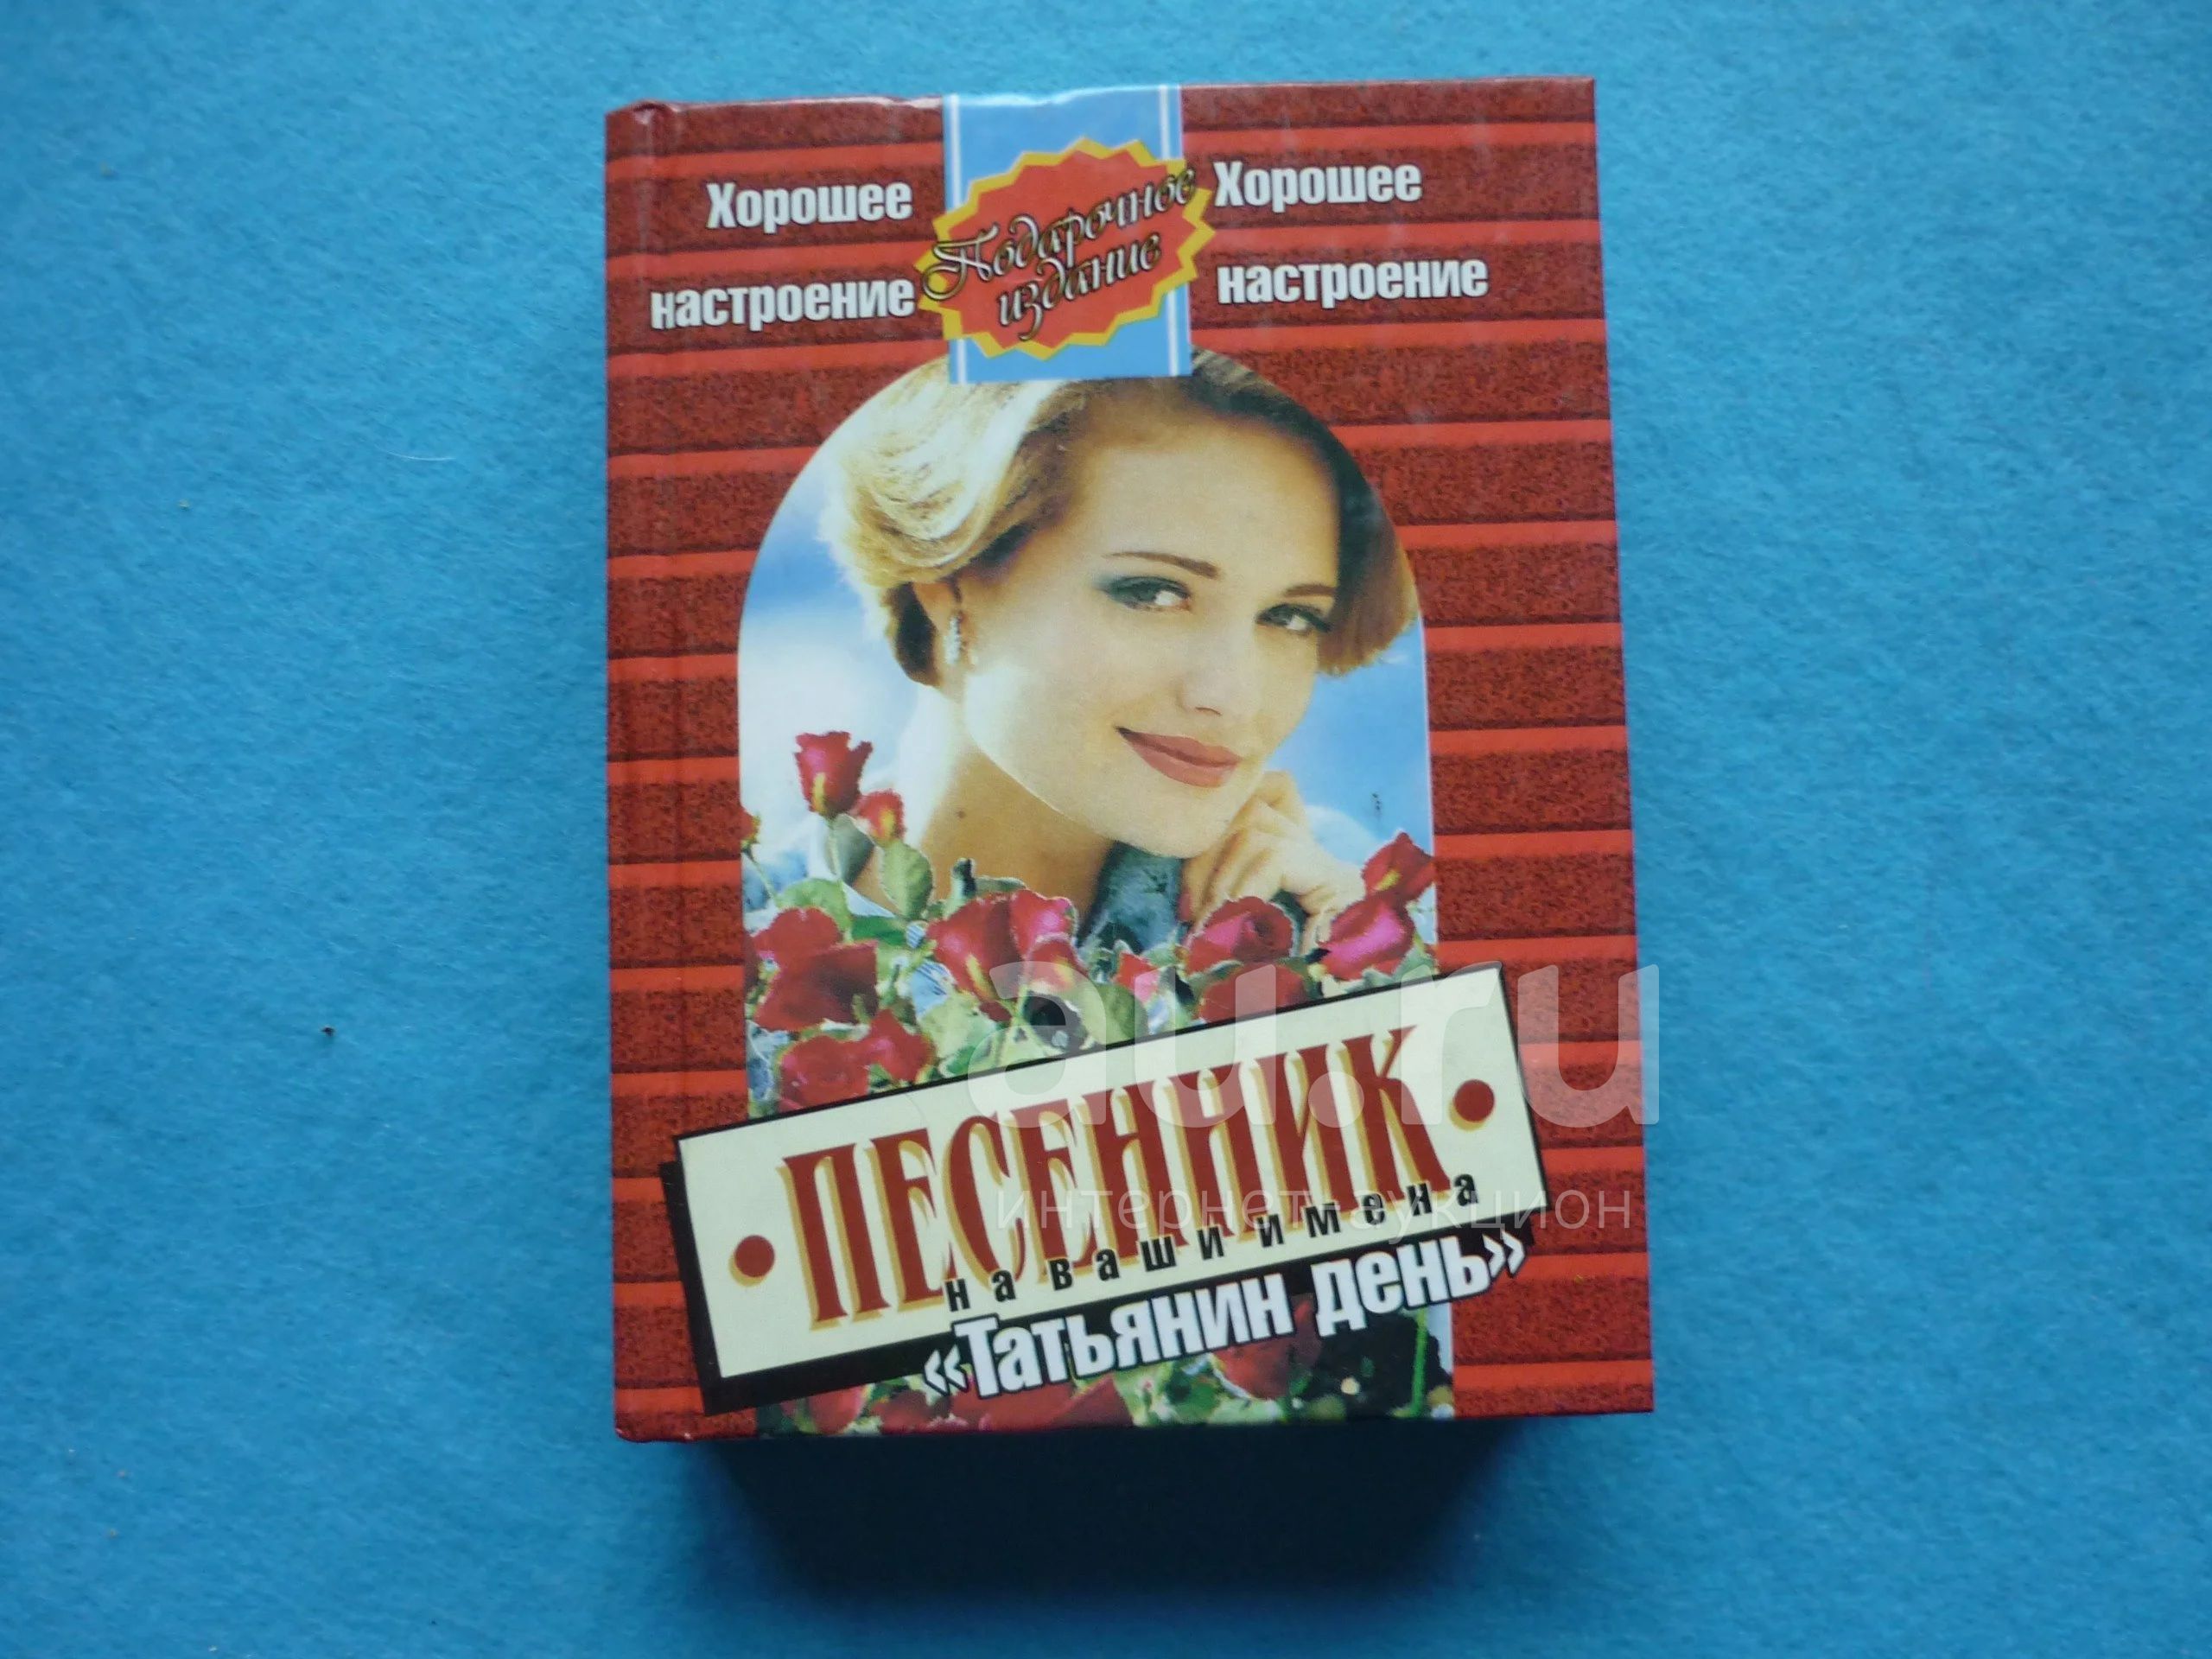 Хорошее
настроение
Подарочное
издание
Хорошее
настроение
• ПЕСЕННИК •
на ваши имена
«Татьянин день»
au.ru
интернет-аукцион